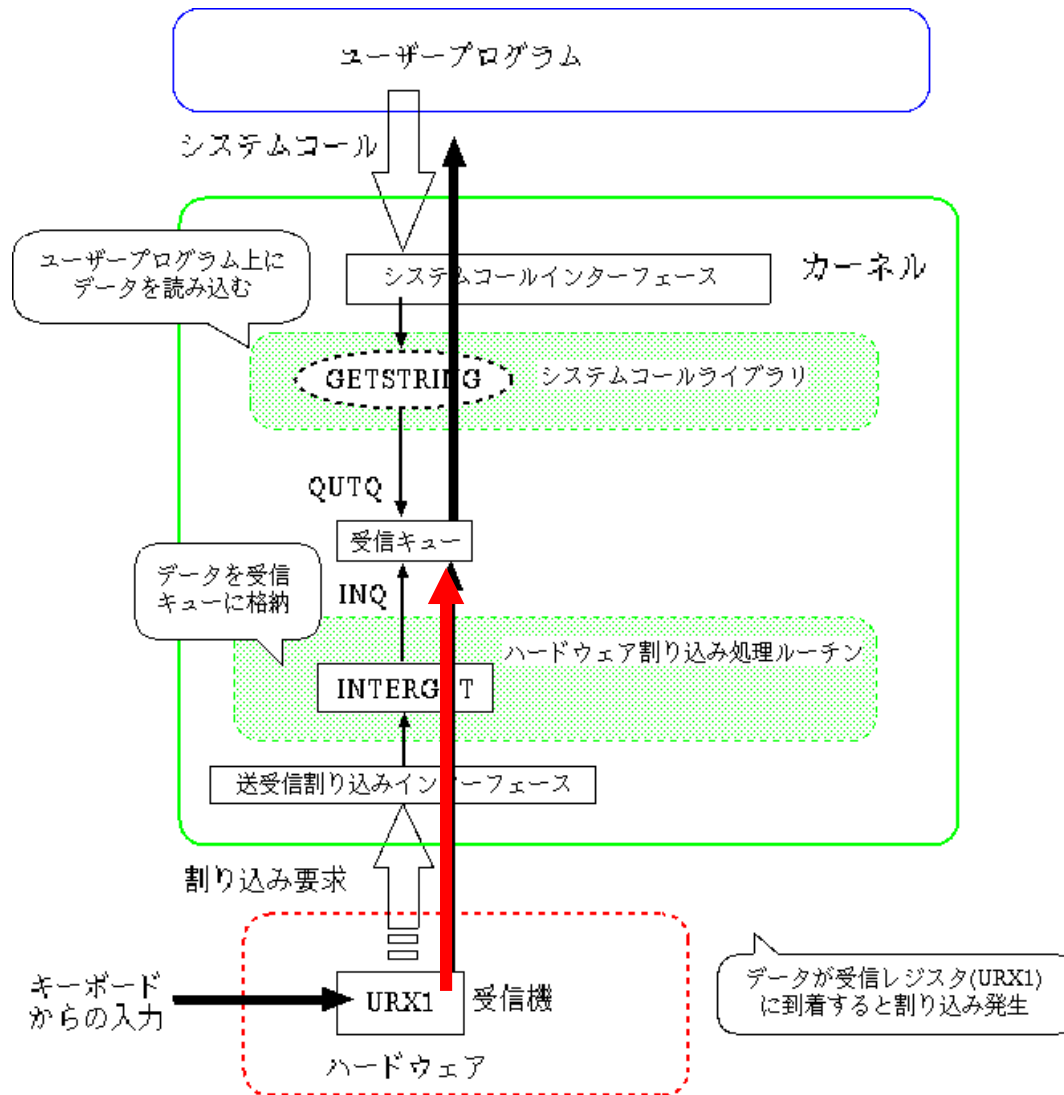 ユーザープログラム
システムコール
ユーザープログラム上に
データを読み込む
システムコールインターフェース
カーネル
GETSTRING
システムコールライブラリ
QUTQ
受信キュー
データを受信
キューに格納
INQ
ハードウェア割り込み処理ルーチン
INTERGET
送受信割り込みインターフェース
割り込み要求
キーボード
からの入力
URX1
受信機
データが受信レジスタ(URX1)
に到着すると割り込み発生
ハードウェア